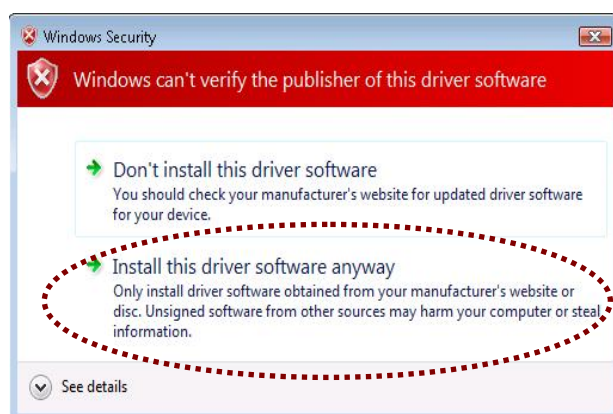 Windows Security
Windows can't verify the publisher of this driver software
Don't install this driver software
You should check your manufacturer's website for updated driver software
for your device.
Install this driver software anyway
Only install driver software obtained from your manufacturer's website or
disc. Unsigned software from other sources may harm your computer or steal
information.
See details